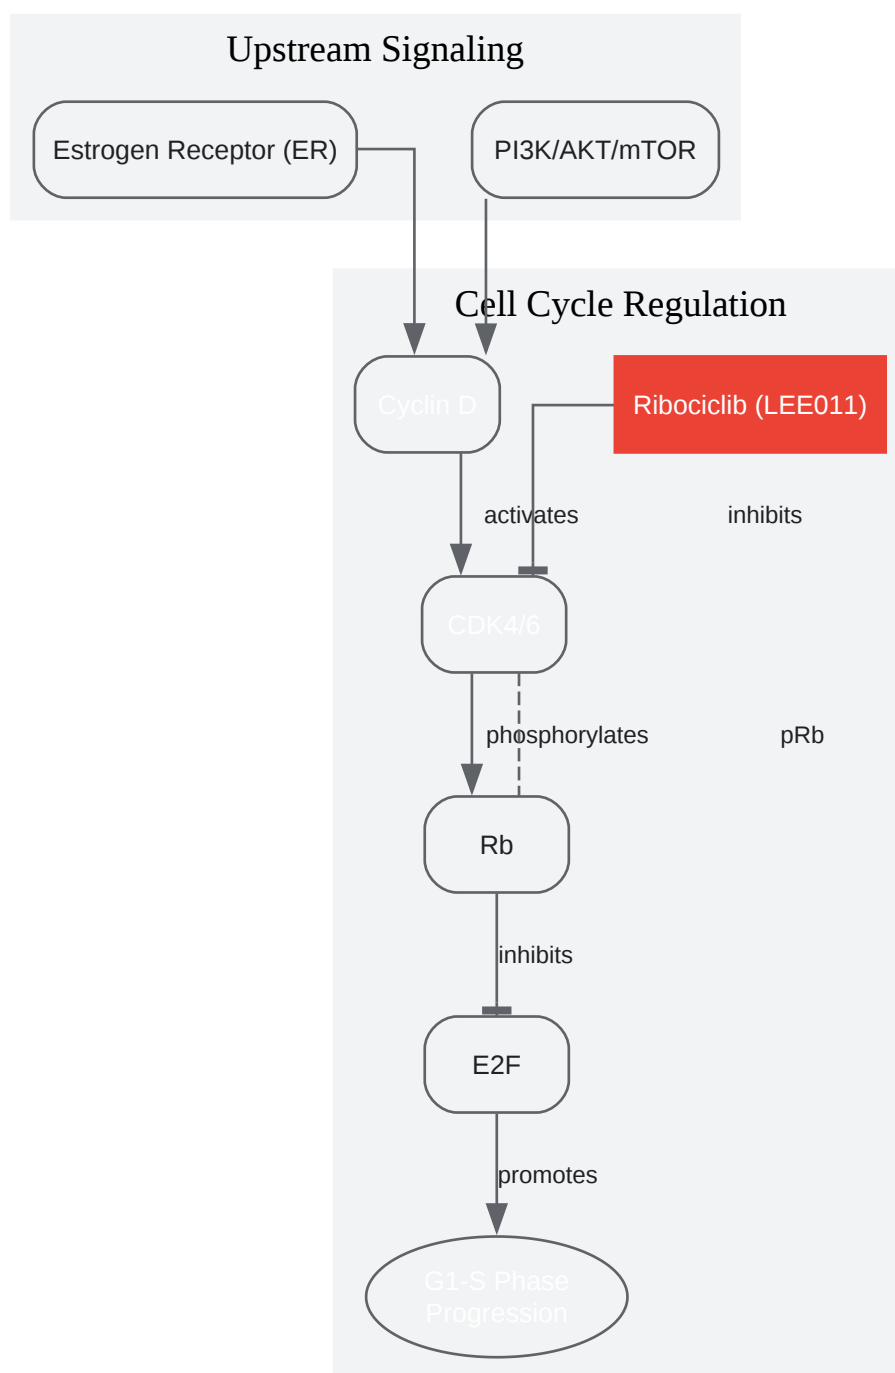 Upstream Signaling
Estrogen Receptor (ER)
PI3K/AKT/mTOR
Cell Cycle Regulation
Cyclin D
Ribociclib (LEE011)
activates
inhibits
CDK4/6
phosphorylates
pRb
Rb
inhibits
E2F
promotes
G1-S Phase
Progression